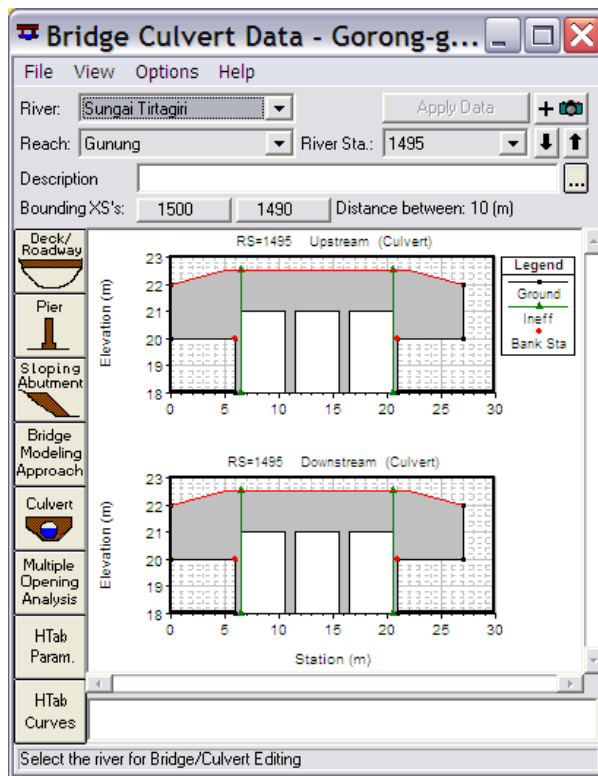 Bridge Culvert Data - Gorong-g...
File View Options Help
River: Sungai Tirtagiri Apply Data +
Reach: Gunung River Sta.: 1495
Description ...
Bounding XS's: 1500 1490 Distance between: 10 (m)
Deck/
Roadway
Pier
Sloping
Abutment
Bridge
Modeling
Approach
Culvert
Multiple
Opening
Analysis
HTab
Param.
HTab
Curves
RS=1495 Upstream (Culvert)
Elevation (m)
23
22
21
20
19
18
0 5 10 15 20 25 30
Legend
Ground
Ineff
Bank Sta
RS=1495 Downstream (Culvert)
Elevation (m)
23
22
21
20
19
18
0 5 10 15 20 25 30
Station (m)
Select the river for Bridge/Culvert Editing